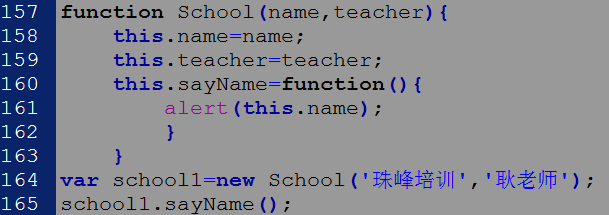 157 function School(name,teacher){
158     this.name=name;
159     this.teacher=teacher;
160     this.sayName=function(){
161         alert(this.name);
162         }
163     }
164 var school1=new School('珠峰培训','耿老师');
165 school1.sayName();